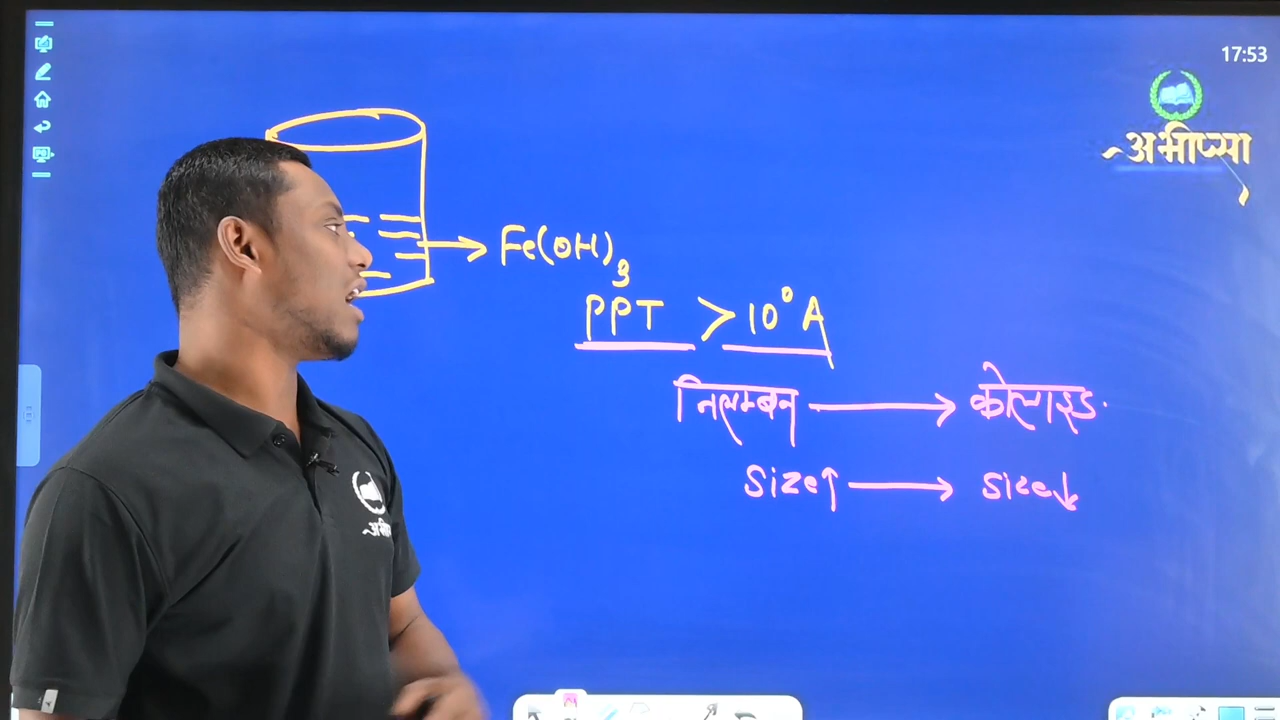 17:53
अभीप्सा
Fe(OH)3
PPT > 10°A
निलम्बन → कोलाइड
Size↑ → Size↓